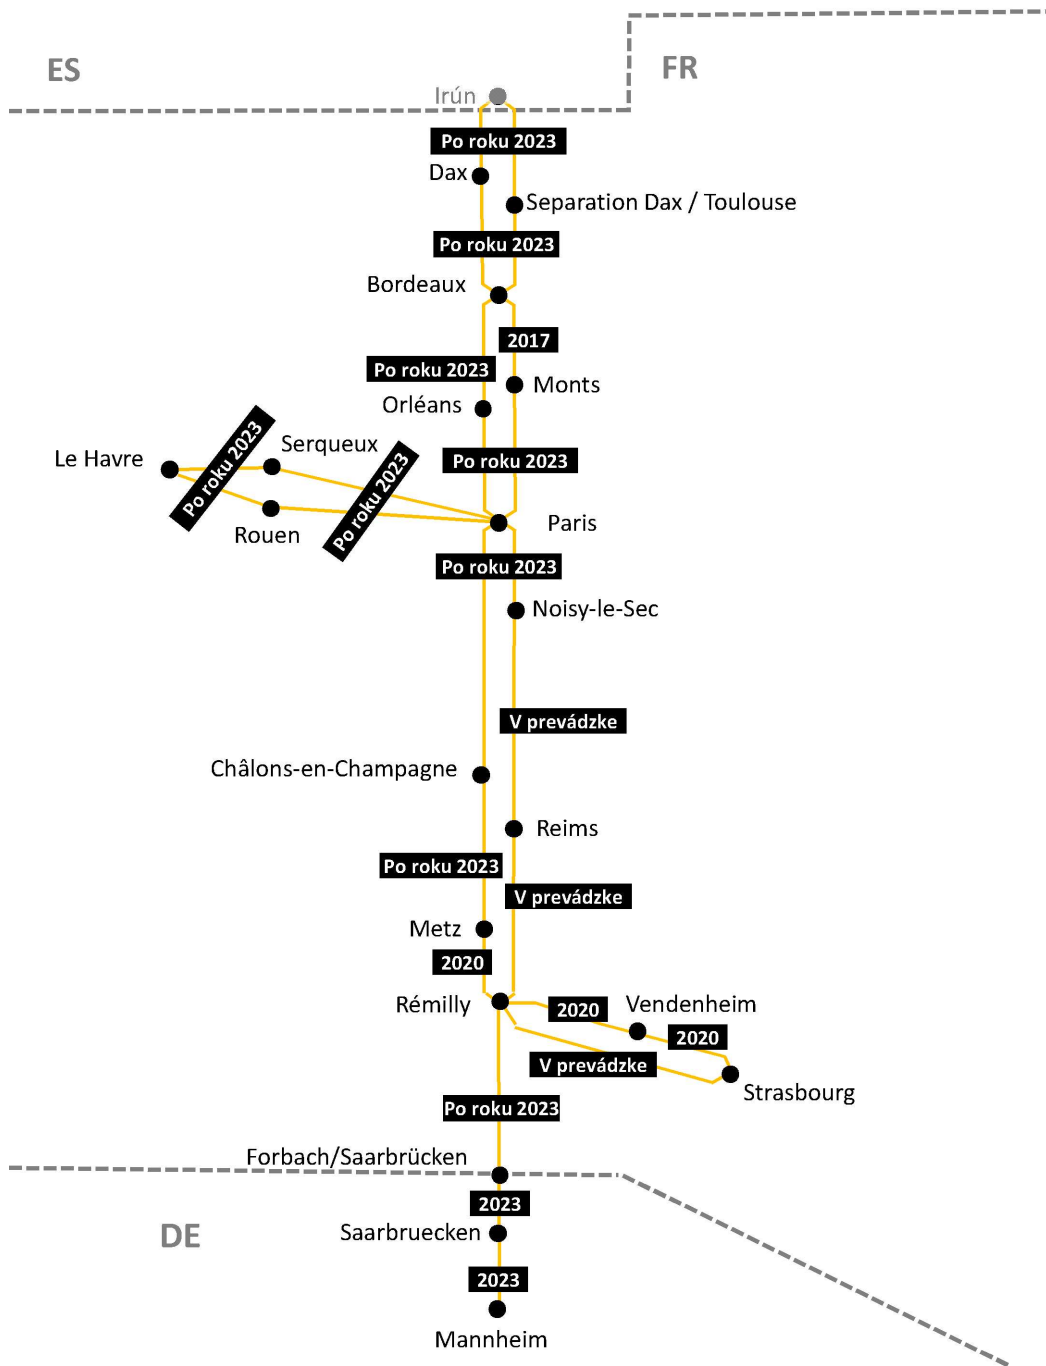 ES
FR
Irún
Po roku 2023
Dax
Separation Dax / Toulouse
Po roku 2023
Bordeaux
2017
Po roku 2023
Monts
Orléans
Serqueux
Le Havre
Po roku 2023
Po roku 2023
Po roku 2023
Rouen
Paris
Po roku 2023
Noisy-le-Sec
V prevádzke
Châlons-en-Champagne
Reims
Po roku 2023
V prevádzke
Metz
2020
Rémilly
2020
Vendenheim
2020
V prevádzke
Strasbourg
Po roku 2023
Forbach/Saarbrücken
2023
DE
Saarbruecken
2023
Mannheim